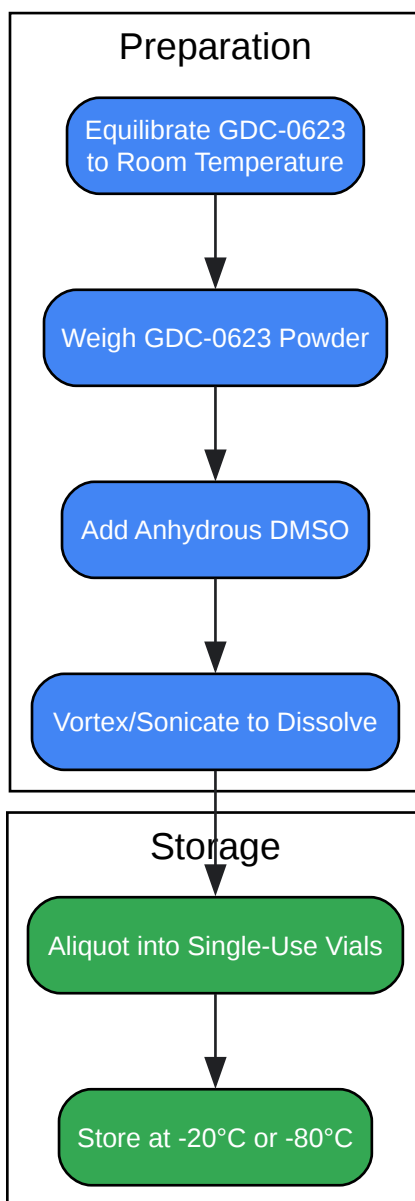 Preparation
Equilibrate GDC-0623
to Room Temperature
Weigh GDC-0623 Powder
Add Anhydrous DMSO
Vortex/Sonicate to Dissolve
Storage
Aliquot into Single-Use Vials
Store at -20°C or -80°C